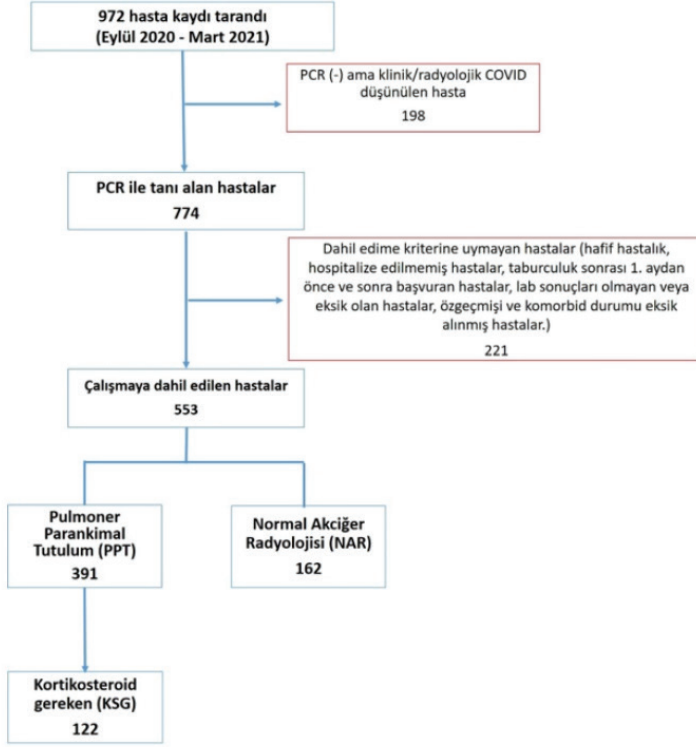 972 hasta kaydı tarandı
(Eylül 2020 - Mart 2021)
PCR (-) ama klinik/radyolojik COVID
düşünülen hasta
198
PCR ile tanı alan hastalar
774
Dahil edime kriterine uymayan hastalar (hafif hastalık,
hospitalize edilmemiş hastalar, taburculuk sonrası 1. aydan
önce ve sonra başvuran hastalar, lab sonuçları olmayan veya
eksik olan hastalar, özgeçmişi ve komorbid durumu eksik
alınmış hastalar.)
221
Çalışmaya dahil edilen hastalar
553
Pulmoner
Parankimal
Tutulum (PPT)
391
Normal Akciğer
Radyolojisi (NAR)
162
Kortikosteroid
gereken (KSG)
122